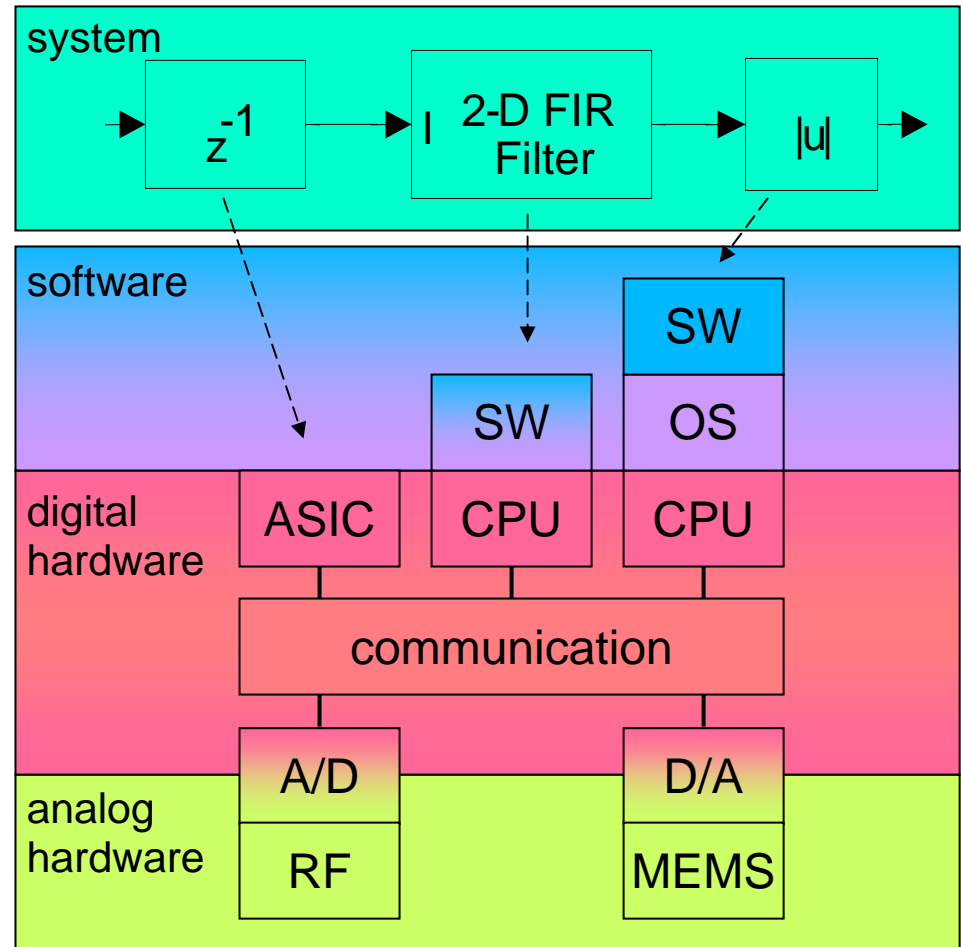 system
z-1
I 2-D FIR
Filter
|u|
software
SW
SW
OS
digital
hardware
ASIC
CPU
CPU
communication
A/D
D/A
analog
hardware
RF
MEMS